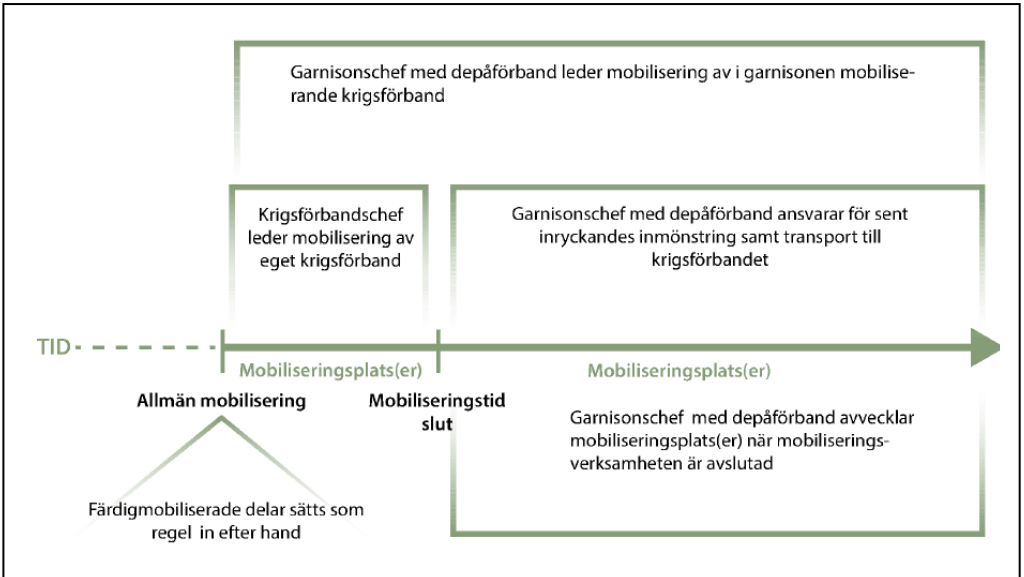 Garnisonschef med depåförband leder mobilisering av i garnisonen mobilise-
rande krigsförband
Krigsförbandschef
leder mobilisering av
eget krigsförband
Garnisonschef med depåförband ansvarar för sent
inryckandes inmönstring samt transport till
krigsförbandet
TID
Mobiliseringsplats(er)
Mobiliseringsplats(er)
Allmän mobilisering
Mobiliseringstid
slut
Garnisonschef med depåförband avvecklar
mobiliseringsplats(er) när mobiliserings-
verksamheten är avslutad
Färdigmobiliserade delar sätts som
regel in efter hand